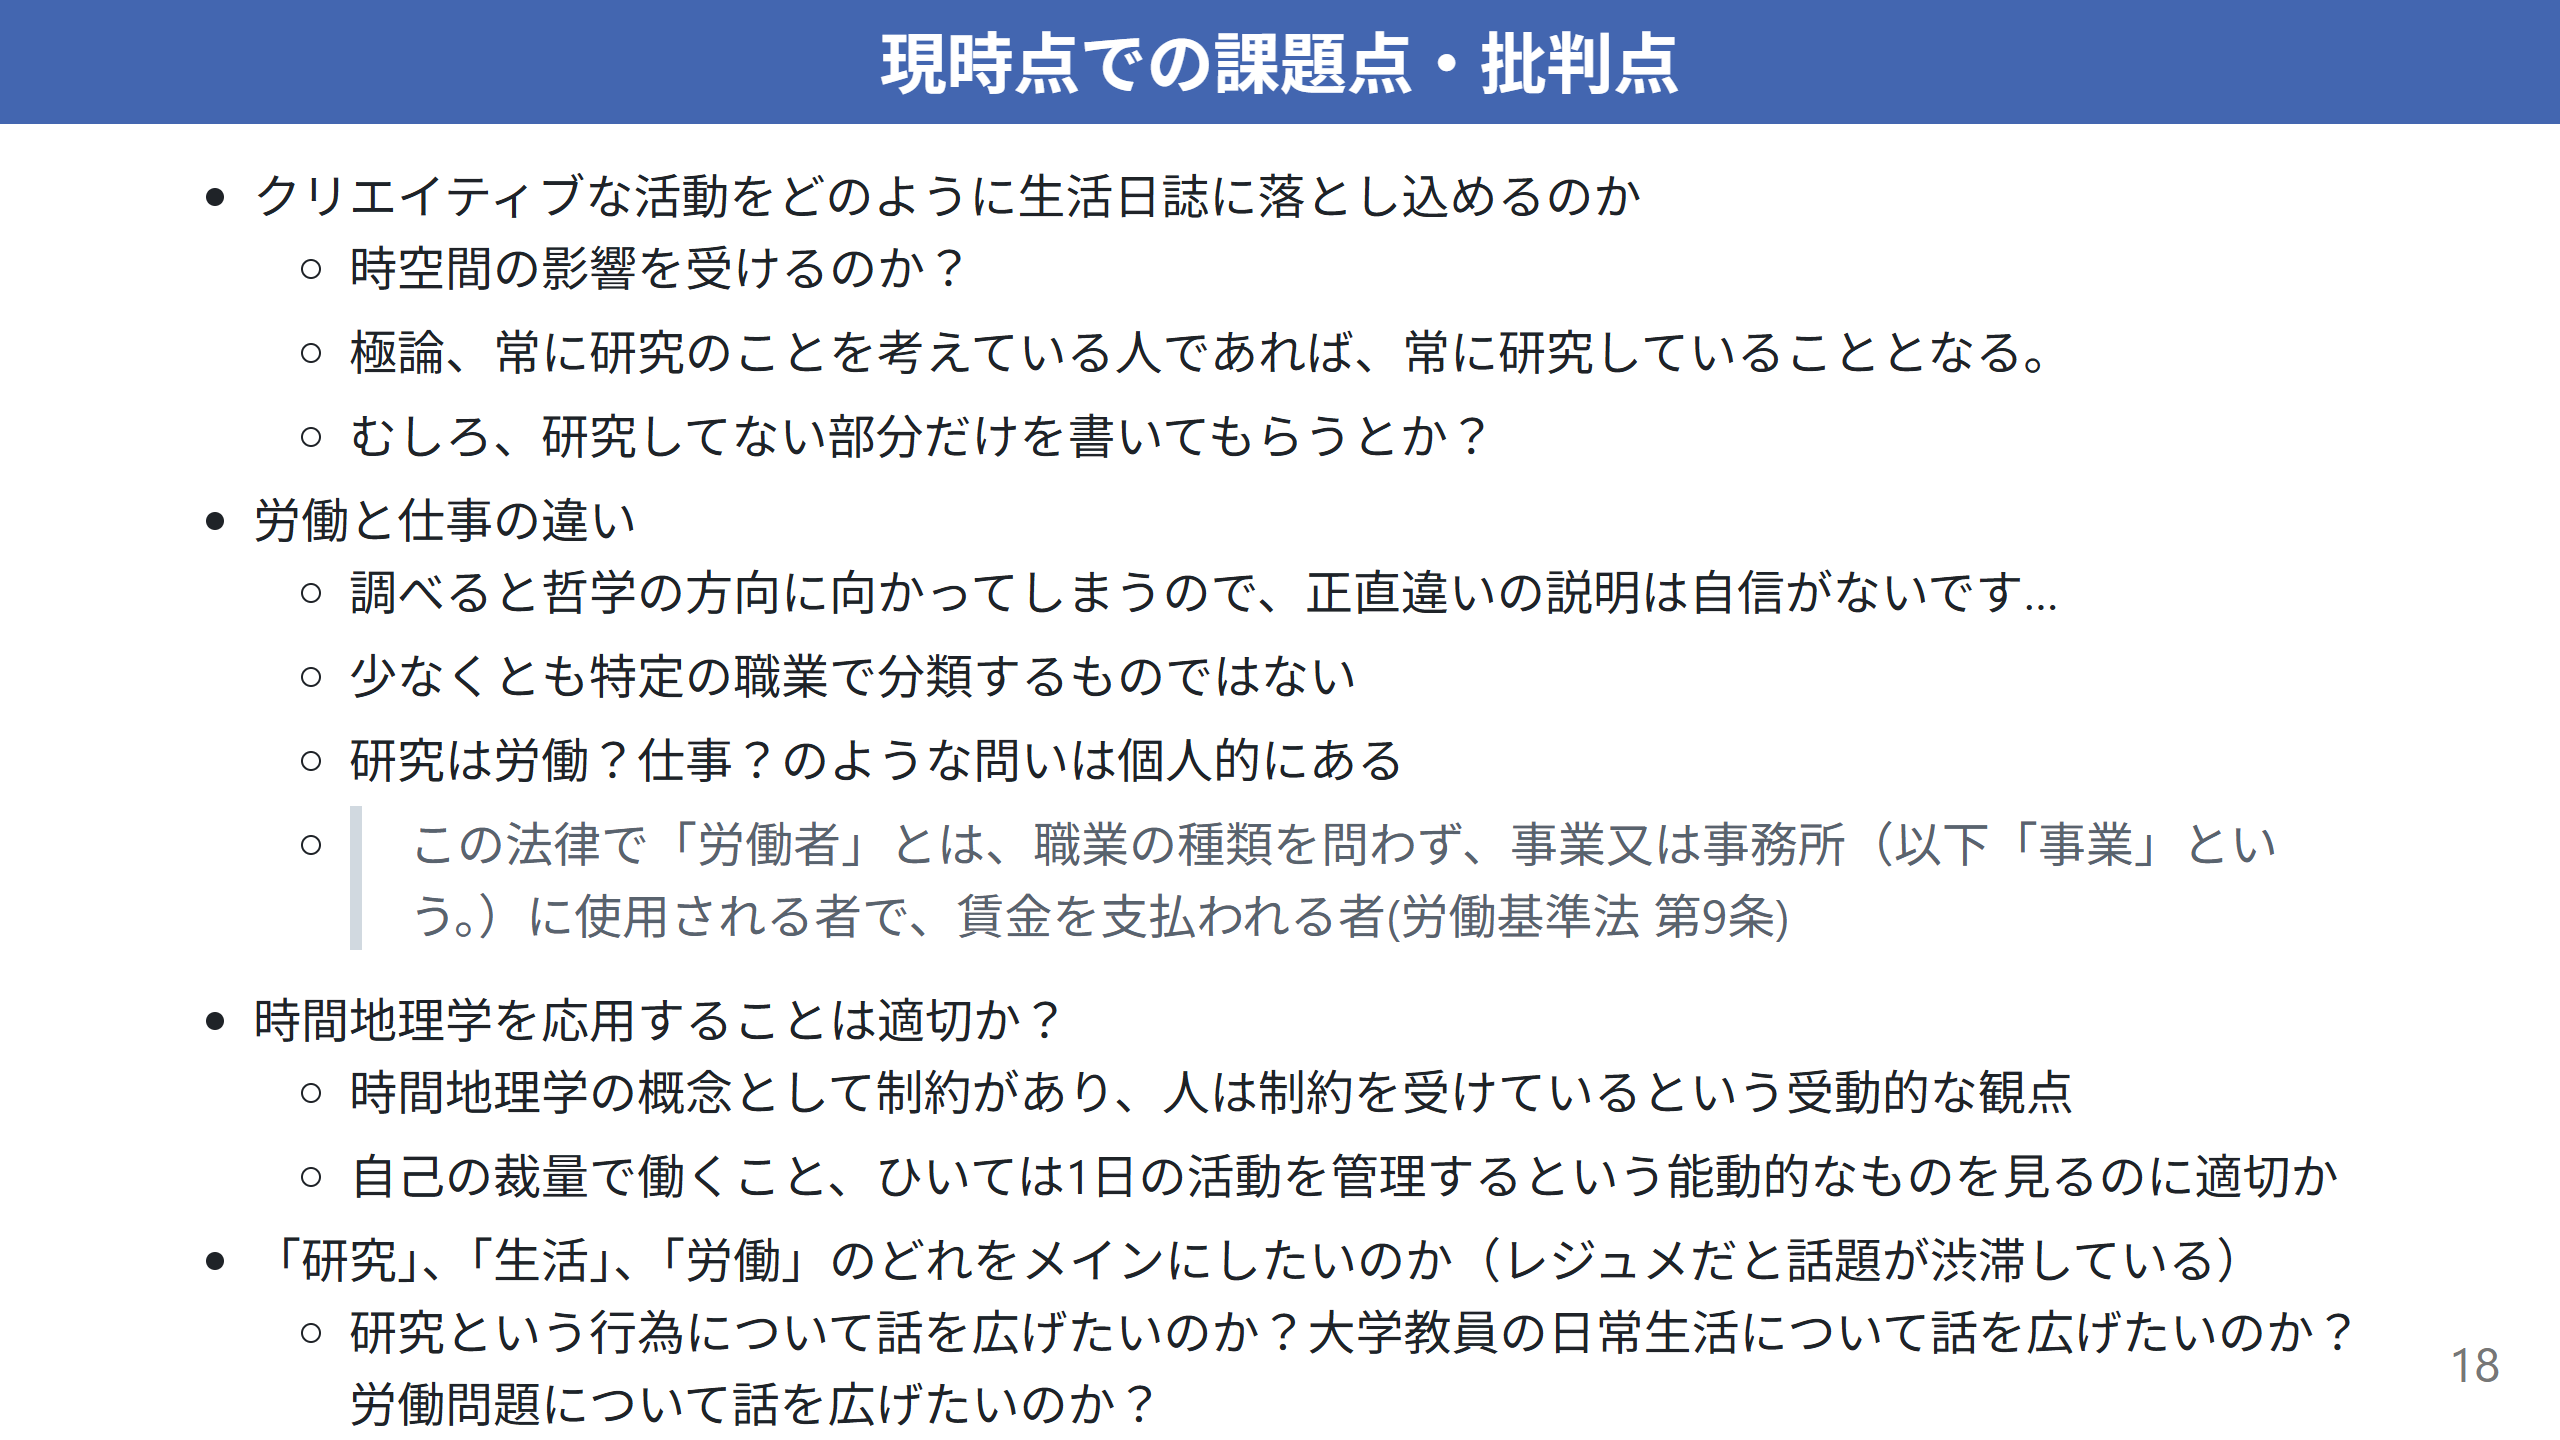 現時点での課題点・批判点
クリエイティブな活動をどのように生活日誌に落とし込めるのか
時空間の影響を受けるのか？
極論、常に研究のことを考えている人であれば、常に研究していることとなる。
むしろ、研究してない部分だけを書いてもらうとか？
労働と仕事の違い
調べると哲学の方向に向かってしまうので、正直違いの説明は自信がないです...
少なくとも特定の職業で分類するものではない
研究は労働？仕事？のような問いは個人的にある
この法律で「労働者」とは、職業の種類を問わず、事業又は事務所（以下「事業」とい
う。）に使用される者で、賃金を支払われる者(労働基準法 第9条)
時間地理学を応用することは適切か？
時間地理学の概念として制約があり、人は制約を受けているという受動的な観点
自己の裁量で働くこと、ひいては1日の活動を管理するという能動的なものを見るのに適切か
「研究」、「生活」、「労働」のどれをメインにしたいのか（レジュメだと話題が渋滞している）
研究という行為について話を広げたいのか？大学教員の日常生活について話を広げたいのか？
労働問題について話を広げたいのか？
18